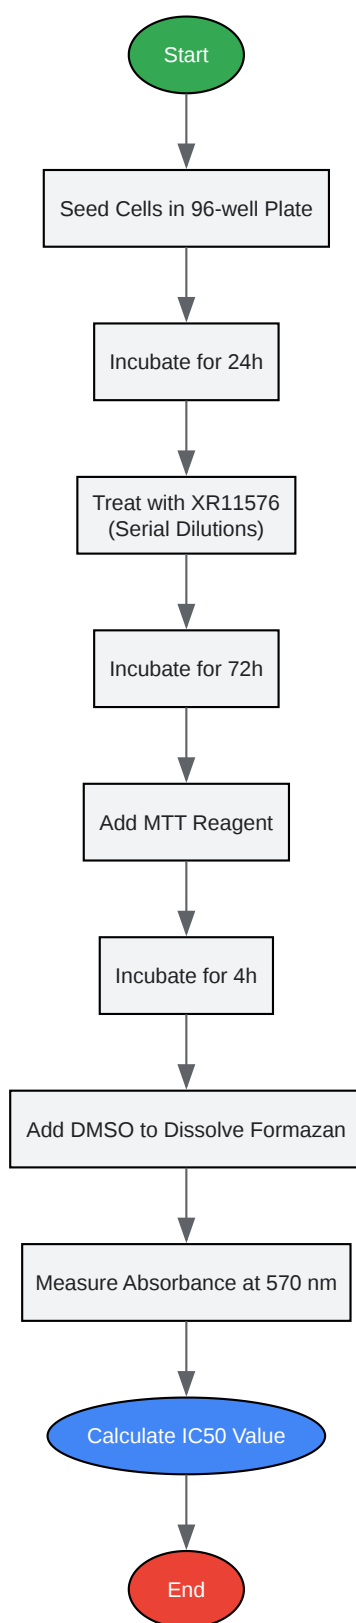 Start
Seed Cells in 96-well Plate
Incubate for 24h
Treat with XR11576
(Serial Dilutions)
Incubate for 72h
Add MTT Reagent
Incubate for 4h
Add DMSO to Dissolve Formazan
Measure Absorbance at 570 nm
Calculate IC50 Value
End